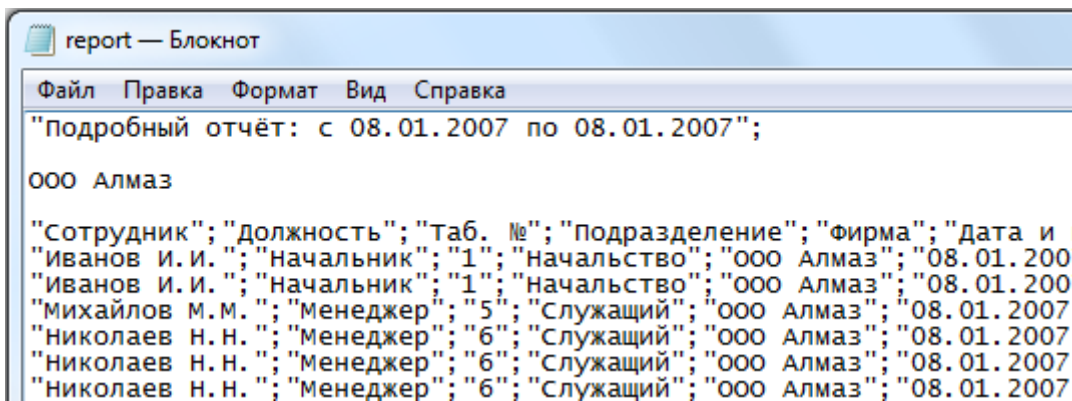 report — Блокнот
Файл Правка Формат Вид Справка
"Подробный отчёт: с 08.01.2007 по 08.01.2007";
ООО Алмаз
"Сотрудник";"Должность";"Таб. №";"Подразделение";"Фирма";"Дата и
"Иванов И.И.";"Начальник";"1";"Начальство";"ООО Алмаз";"08.01.200
"Иванов И.И.";"Начальник";"1";"Начальство";"ООО Алмаз";"08.01.200
"Михайлов М.М.";"Менеджер";"5";"Служащий";"ООО Алмаз";"08.01.2007
"Николаев Н.Н.";"Менеджер";"6";"Служащий";"ООО Алмаз";"08.01.2007
"Николаев Н.Н.";"Менеджер";"6";"Служащий";"ООО Алмаз";"08.01.2007
"Николаев Н.Н.";"Менеджер";"6";"Служащий";"ООО Алмаз";"08.01.2007